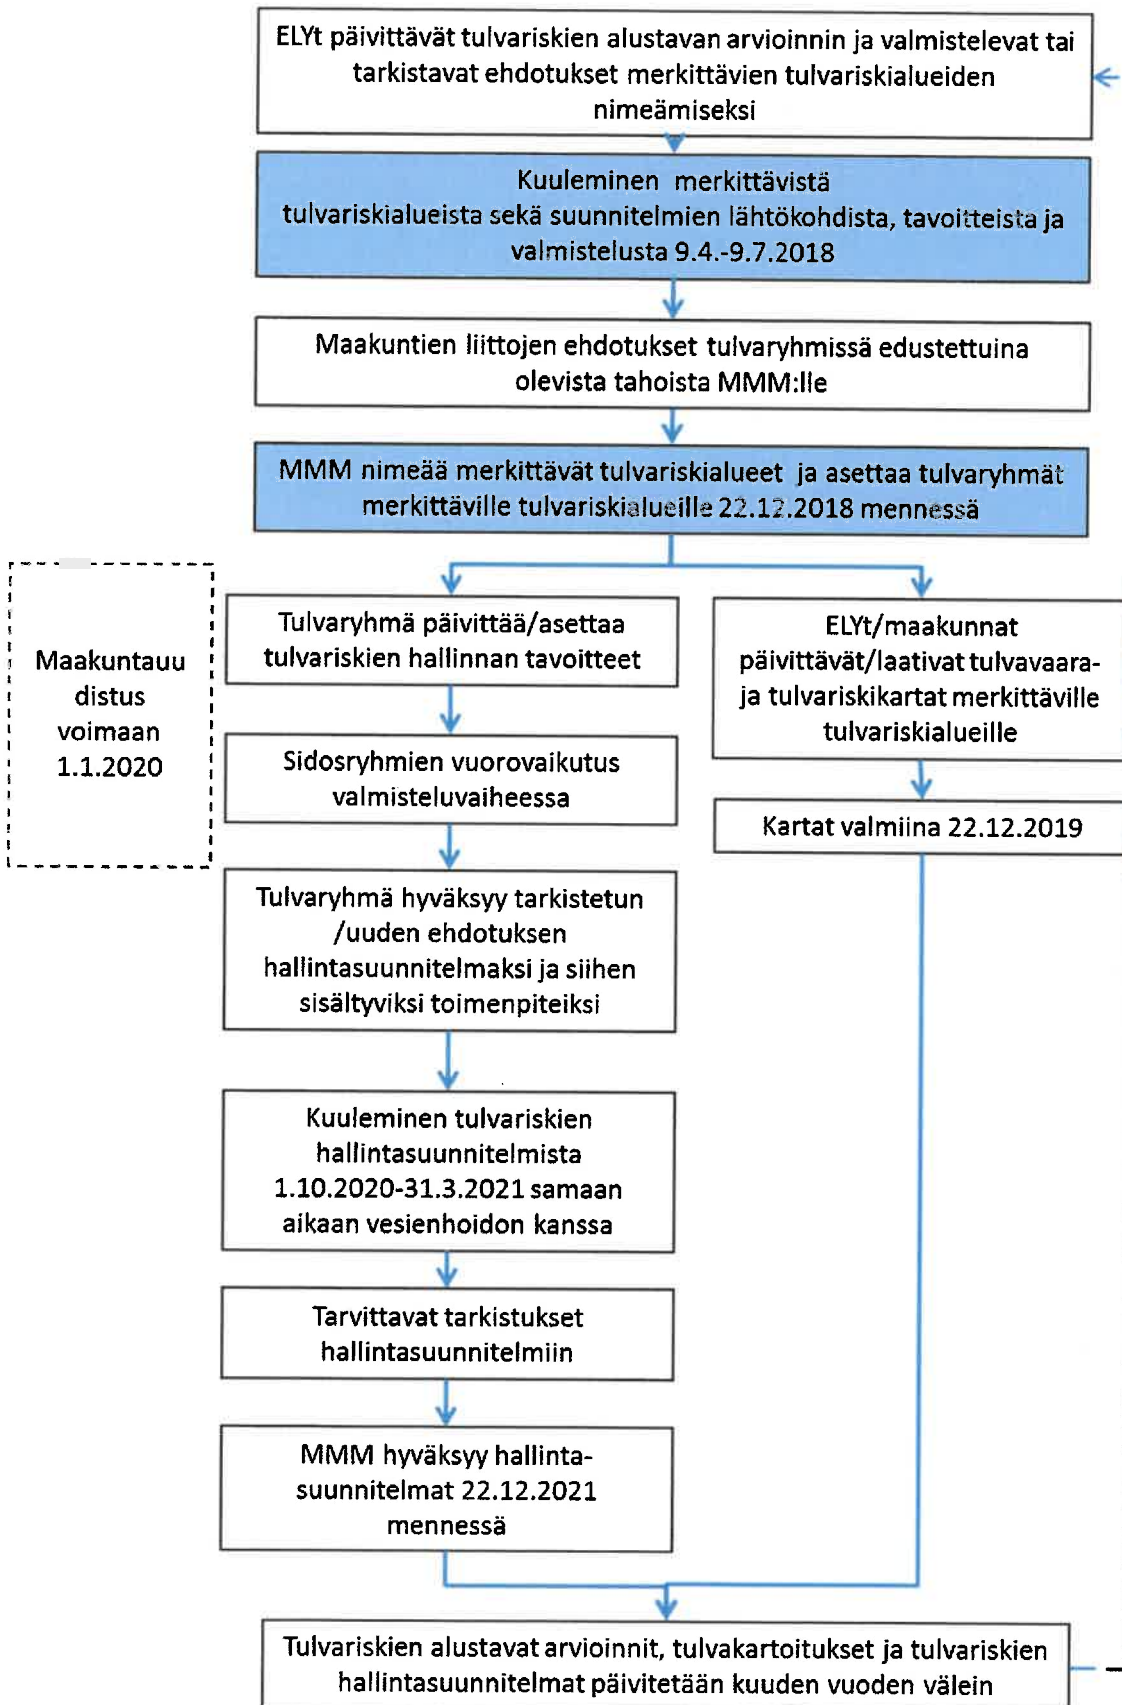 ELYt päivittävät tulvariskien alustavan arvioinnin ja valmistelevat tai
tarkistavat ehdotukset merkittävien tulvariskialueiden
nimeämiseksi
Kuuleminen merkittävistä
tulvariskialueista sekä suunnitelmien lähtökohdista, tavoitteista ja
valmistelusta 9.4.-9.7.2018
Maakuntien liittojen ehdotukset tulvaryhmissä edustettuina
olevista tahoista MMM:lle
MMM nimeää merkittävät tulvariskialueet ja asettaa tulvaryhmät
merkittäville tulvariskialueille 22.12.2018 mennessä
Maakuntauu
distus
voimaan
1.1.2020
Tulvaryhmä päivittää/asettaa
tulvariskien hallinnan tavoitteet
Sidosryhmien vuorovaikutus
valmisteluvaiheessa
Tulvaryhmä hyväksyy tarkistetun
/uuden ehdotuksen
hallintasuunnitelmaksi ja siihen
sisältyviksi toimenpiteiksi
Kuuleminen tulvariskien
hallintasuunnitelmista
1.10.2020-31.3.2021 samaan
aikaan vesienhoidon kanssa
Tarvittavat tarkistukset
hallintasuunnitelmiin
MMM hyväksyy hallinta-
suunnitelmat 22.12.2021
mennessä
ELYt/maakunnat
päivittävät/laativat tulvavaara-
ja tulvariskikartat merkittäville
tulvariskialueille
Kartat valmiina 22.12.2019
Tulvariskien alustavat arvioinnit, tulvakartoitukset ja tulvariskien
hallintasuunnitelmat päivitetään kuuden vuoden välein